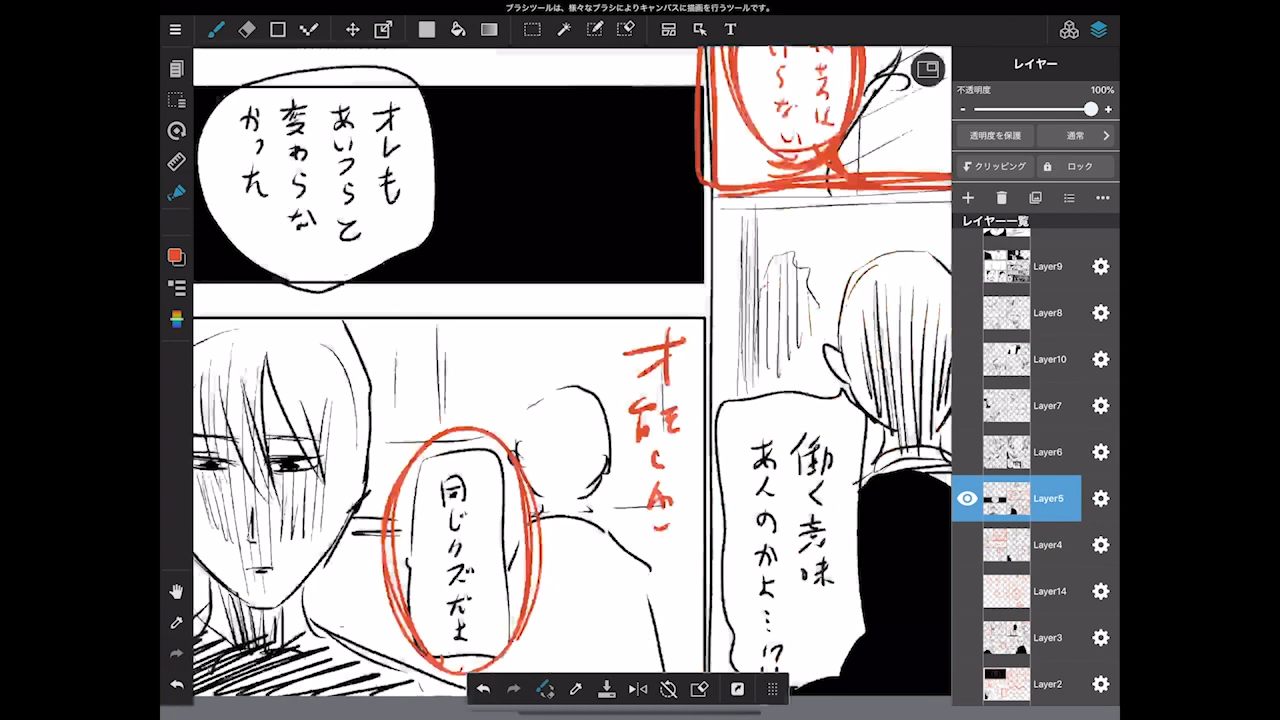 ブラシツールは、様々なブラシによりキャンバスに描画を行うツールです。
T
レイヤー
不透明度
100%
-
+
透明度を保護
通常
クリッピング
ロック
レイヤー一覧
Layer9
Layer8
Layer10
Layer7
Layer6
Layer5
Layer4
Layer14
Layer3
Layer2
らない
働く意味
あんのかよ…!?
オレも
あいつらと
変わらな
かった
同じクズだよ